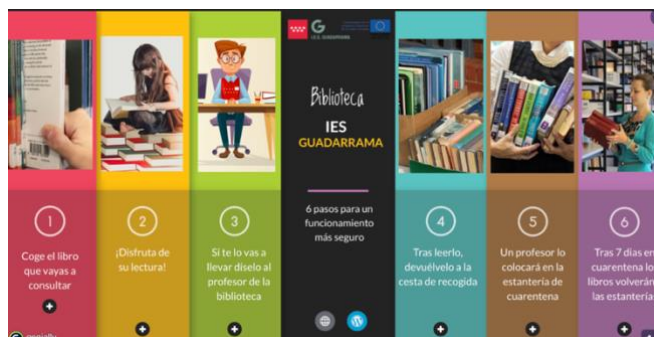 Biblioteca
IES
GUADARRAMA
6 pasos para un
funcionamiento
más seguro
1
Coge el libro
que vayas a
consultar
2
¡Disfruta de
su lectura!
3
Si te lo vas a
llevar díselo al
profesor de la
biblioteca
4
Tras leerlo,
devuélvelo a la
cesta de recogida
5
Un profesor lo
colocará en la
estantería de
cuarentena
6
Tras 7 días en
cuarentena lo
libros volverán
las estantería
genially